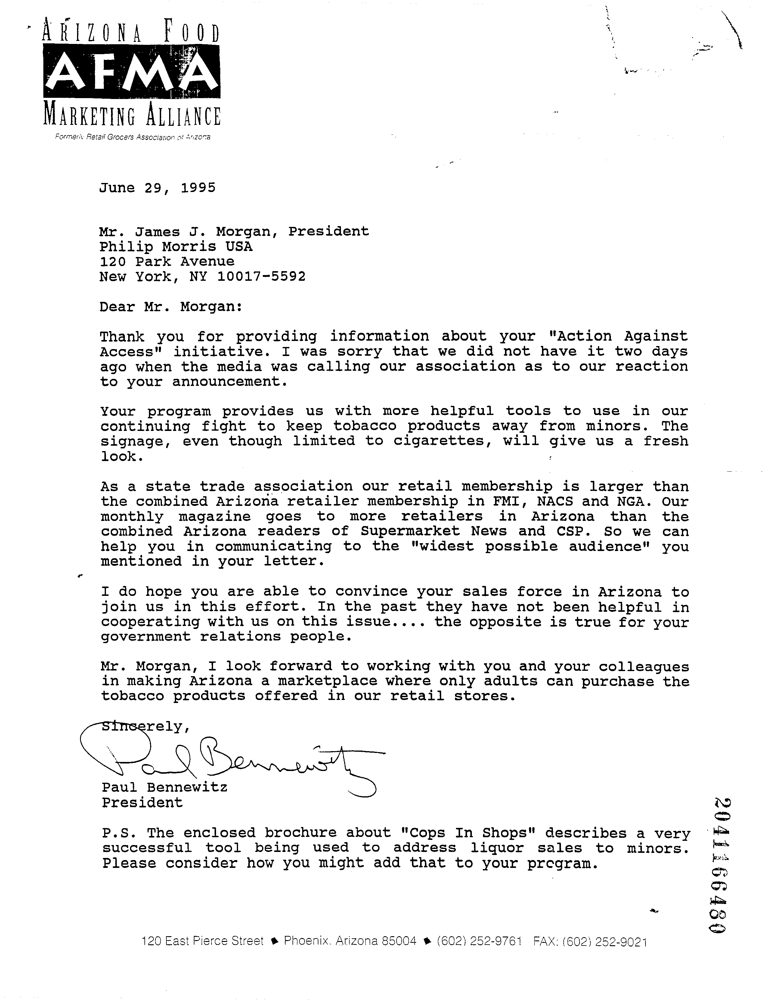 ARIZONA FOOD
AFMA
MARKETING ALLIANCE
Formerly Retail Grocers Association of Arizona
June 29, 1995
Mr. James J. Morgan, President
Philip Morris USA
120 Park Avenue
New York, NY 10017-5592
Dear Mr. Morgan:
Thank you for providing information about your "Action Against
Access" initiative. I was sorry that we did not have it two days
ago when the media was calling our association as to our reaction
to your announcement.
Your program provides us with more helpful tools to use in our
continuing fight to keep tobacco products away from minors. The
signage, even though limited to cigarettes, will give us a fresh
look.
As a state trade association our retail membership is larger than
the combined Arizona retailer membership in FMI, NACS and NGA. Our
monthly magazine goes to more retailers in Arizona than the
combined Arizona readers of Supermarket News and CSP. So we can
help you in communicating to the "widest possible audience" you
mentioned in your letter.
I do hope you are able to convince your sales force in Arizona to
join us in this effort. In the past they have not been helpful in
cooperating with us on this issue.... the opposite is true for your
government relations people.
Mr. Morgan, I look forward to working with you and your colleagues
in making Arizona a marketplace where only adults can purchase the
tobacco products offered in our retail stores.
Sincerely,
Paul Bennewitz
Paul Bennewitz
President
P.S. The enclosed brochure about "Cops In Shops" describes a very
successful tool being used to address liquor sales to minors.
Please consider how you might add that to your program.
2041166480
120 East Pierce Street ♦ Phoenix, Arizona 85004 ♦ (602) 252-9761 FAX: (602) 252-9021